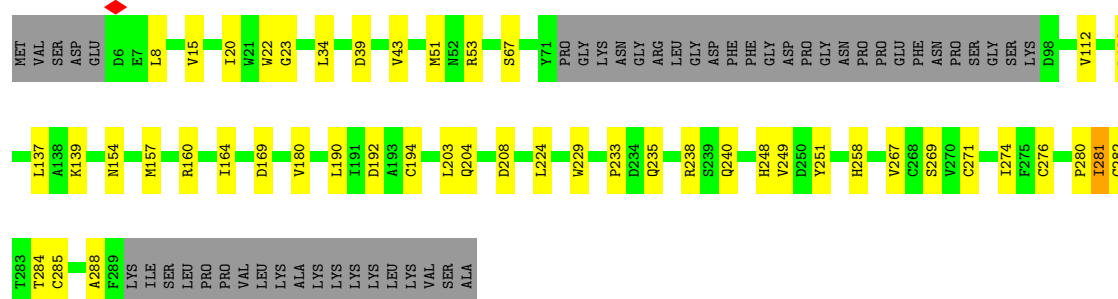 MET VAL SER ASP GLU D6 E7 L8 V15 I20 W21 W22 G23 L34 D39 V43 M51 N52 R53 S67 Y71 PRO GLY LYS ASN GLY ARG LEU GLY ASP PHE PHE GLY ASP PRO GLY ASN PRO PRO GLU PHE ASN PRO SER GLY SER LYS D98 V112
L137 A138 K139 N154 M157 R160 I164 D169 V180 L190 I191 D192 A193 C194 L203 Q204 D208 L224 W229 P233 D234 Q235 R238 S239 Q240 H248 V249 D250 Y251 H258 V267 C268 S269 V270 C271 I274 F275 C276 P280 I281 C282
T283 T284 C285 A288 F289 LYS ILE SER LEU PRO PRO VAL LEU LYS ALA LYS LYS LYS LYS LEU LYS VAL SER ALA